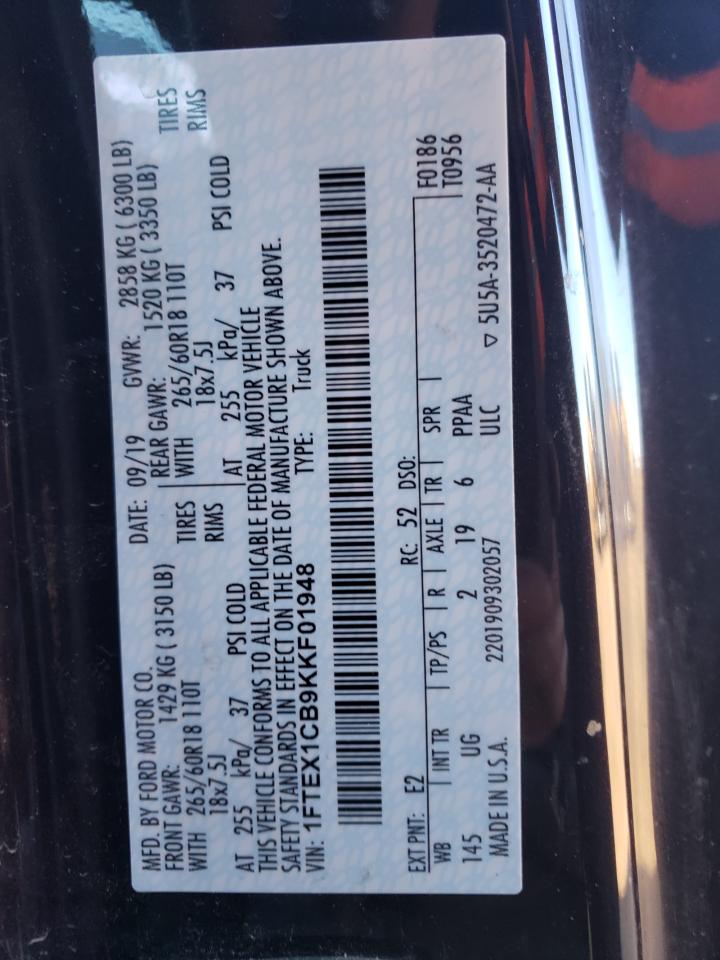 MFD. BY FORD MOTOR CO. DATE: 09/19 GVWR: 2858 KG ( 6300 LB)
FRONT GAWR: 1429 KG ( 3150 LB) REAR GAWR: 1520 KG ( 3350 LB)
WITH 265/60R18 110T TIRES WITH 265/60R18 110T TIRES
18x7.5J RIMS 18x7.5J RIMS
AT 255 kPa/ 37 PSI COLD AT 255 kPa/ 37 PSI COLD
THIS VEHICLE CONFORMS TO ALL APPLICABLE FEDERAL MOTOR VEHICLE
SAFETY STANDARDS IN EFFECT ON THE DATE OF MANUFACTURE SHOWN ABOVE.
VIN: 1FTEX1CB9KKF01948 TYPE: Truck
EXT PNT: E2 RC: 52 DSO: F0186
WB INT TR TP/PS R AXLE TR SPR T0956
145 UG 2 19 6 PPAA
MADE IN U.S.A. 2201909302057 ULC ▽ 5U5A-3520472-AA